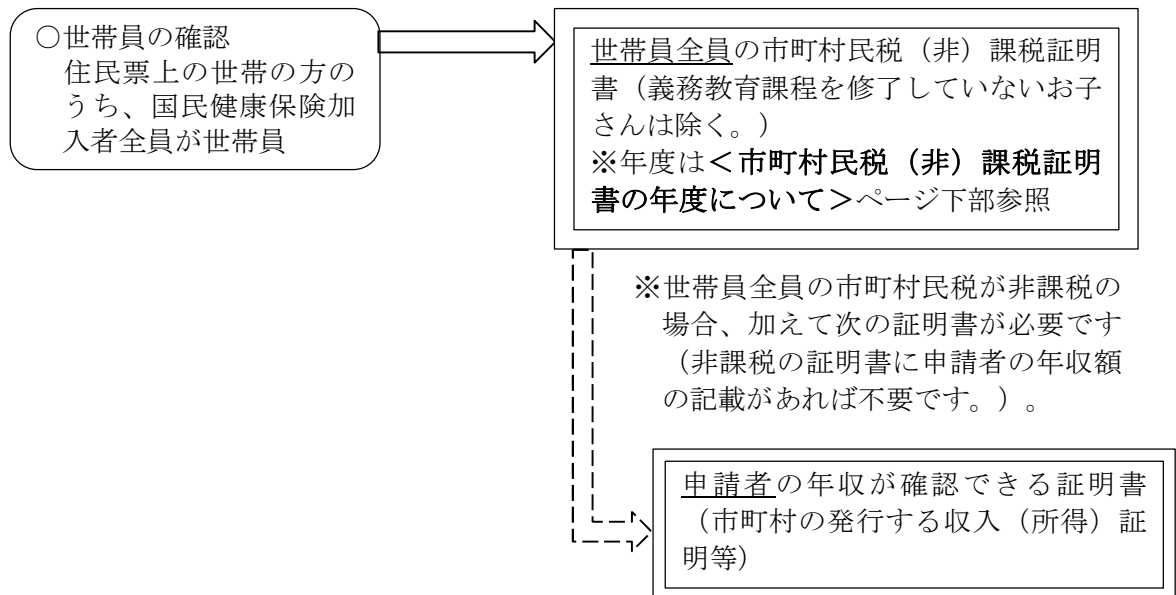 ○世帯員の確認
住民票上の世帯の方の
うち、国民健康保険加
入者全員が世帯員
世帯員全員の市町村民税（非）課税証明
書（義務教育課程を修了していないお子
さんは除く。）
※年度は＜市町村民税（非）課税証明
書の年度について＞ページ下部参照
※世帯員全員の市町村民税が非課税の
場合、加えて次の証明書が必要です
（非課税の証明書に申請者の年収額
の記載があれば不要です。）。
申請者の年収が確認できる証明書
（市町村の発行する収入（所得）証
明等）